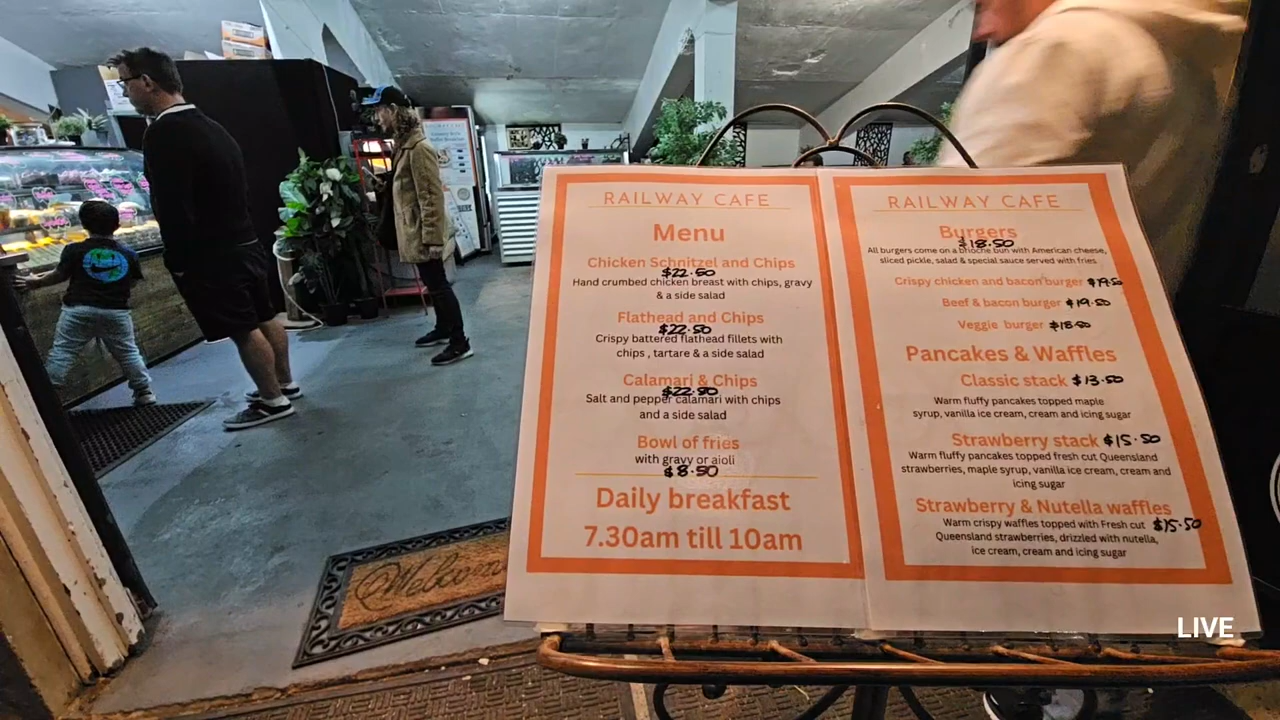 RAILWAY CAFE
Menu
Chicken Schnitzel and Chips
$22.50
Hand crumbed chicken breast with chips, gravy
& a side salad
Flathead and Chips
$22.50
Crispy battered flathead fillets with
chips , tartare & a side salad
Calamari & Chips
$22.50
Salt and pepper calamari with chips
and a side salad
Bowl of fries
with gravy or aioli
$8.50
Daily breakfast
7.30am till 10am
RAILWAY CAFE
Burgers
$18.50
All burgers come on a brioche bun with American cheese,
sliced pickle, salad & special sauce served with fries
Crispy chicken and bacon burger $19.50
Beef & bacon burger $19.50
Veggie burger $18.50
Pancakes & Waffles
Classic stack $13.50
Warm fluffy pancakes topped maple
syrup, vanilla ice cream, cream and icing sugar
Strawberry stack $15.50
Warm fluffy pancakes topped fresh cut Queensland
strawberries, maple syrup, vanilla ice cream, cream and
icing sugar
Strawberry & Nutella waffles
Warm crispy waffles topped with Fresh cut $15.50
Queensland strawberries, drizzled with nutella,
ice cream, cream and icing sugar
Welcom
LIVE